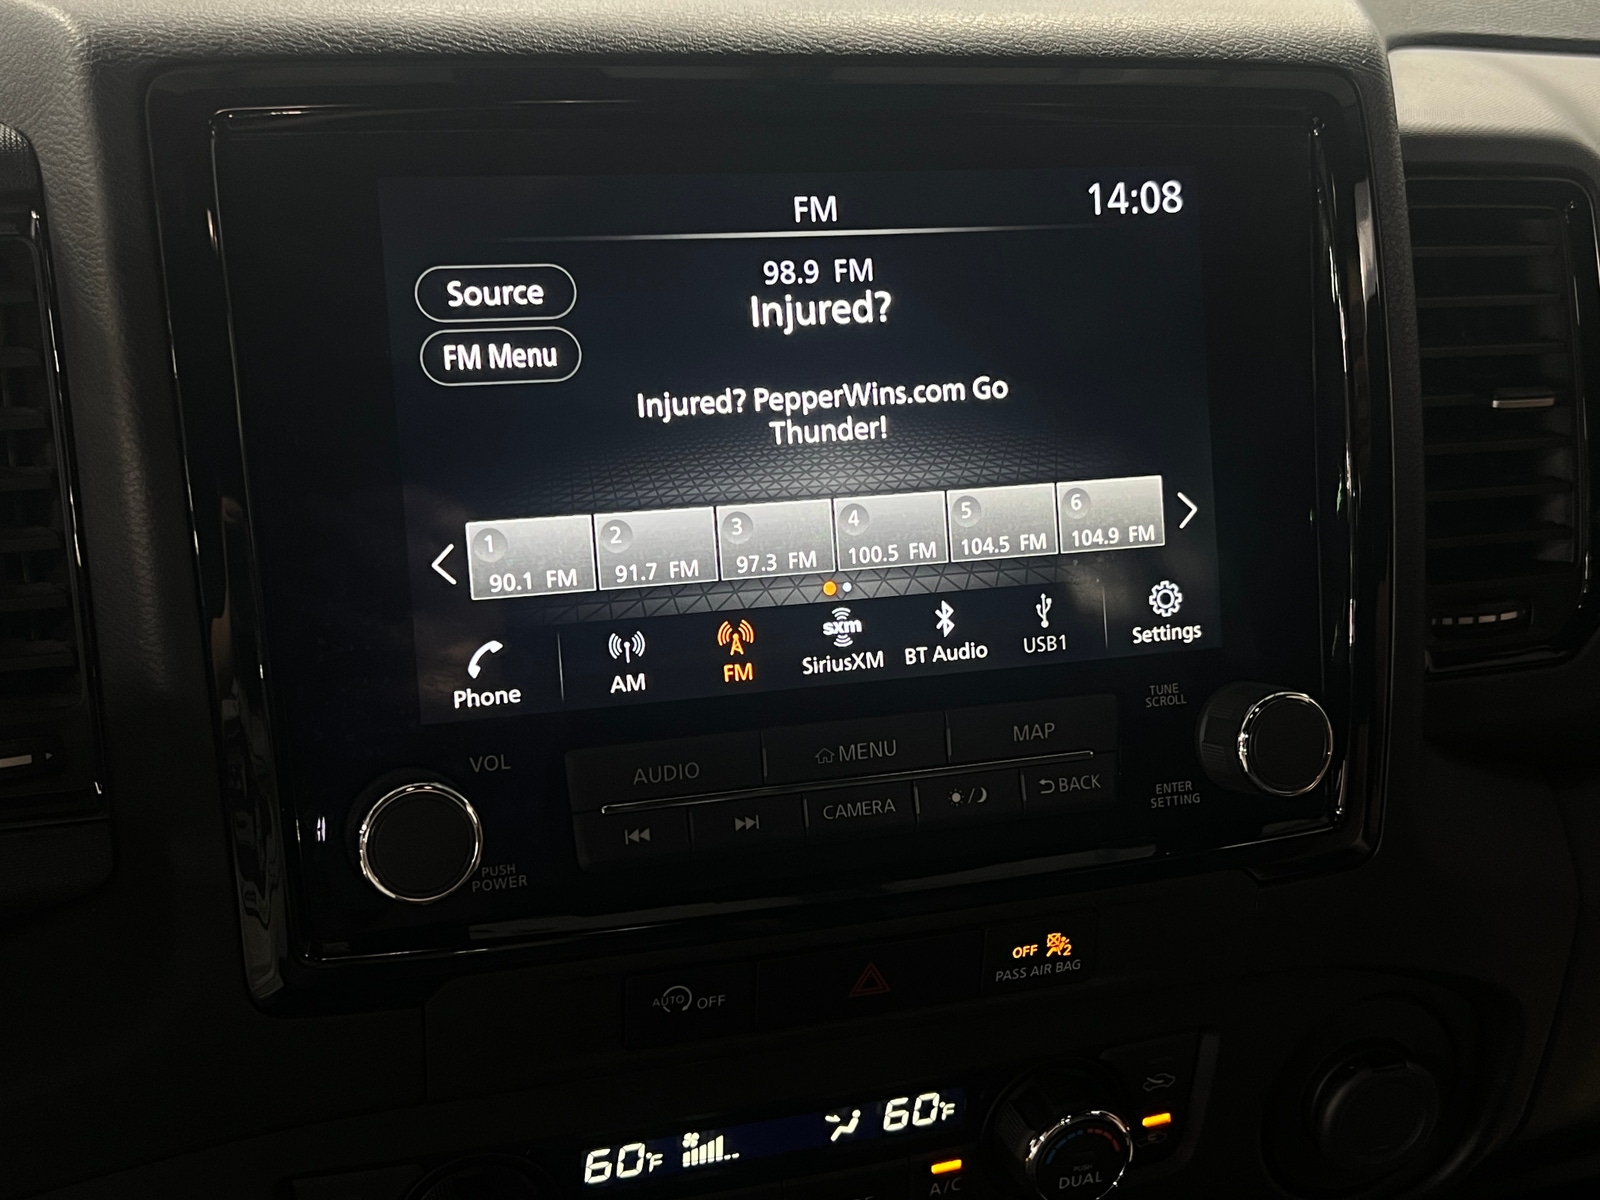 FM
14:08
Source
98.9 FM
Injured?
FM Menu
Injured? PepperWins.com Go
Thunder!
1
90.1 FM
2
91.7 FM
3
97.3 FM
4
100.5 FM
5
104.5 FM
6
104.9 FM
Phone
AM
FM
sxm
SiriusXM
BT Audio
USB1
Settings
VOL
AUDIO
MENU
MAP
TUNE
SCROLL
CAMERA
BACK
ENTER
SETTING
PUSH
POWER
AUTO OFF
OFF 2
PASS AIR BAG
60°F
60°F
A/C
PUSH
DUAL